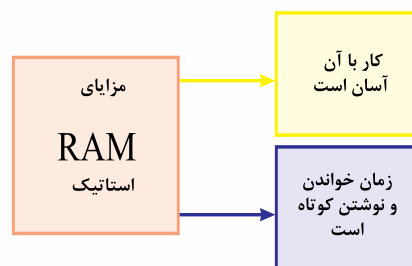 مزایای
RAM
استاتیک
کار با آن
آسان است
زمان خواندن
و نوشتن کوتاه
است